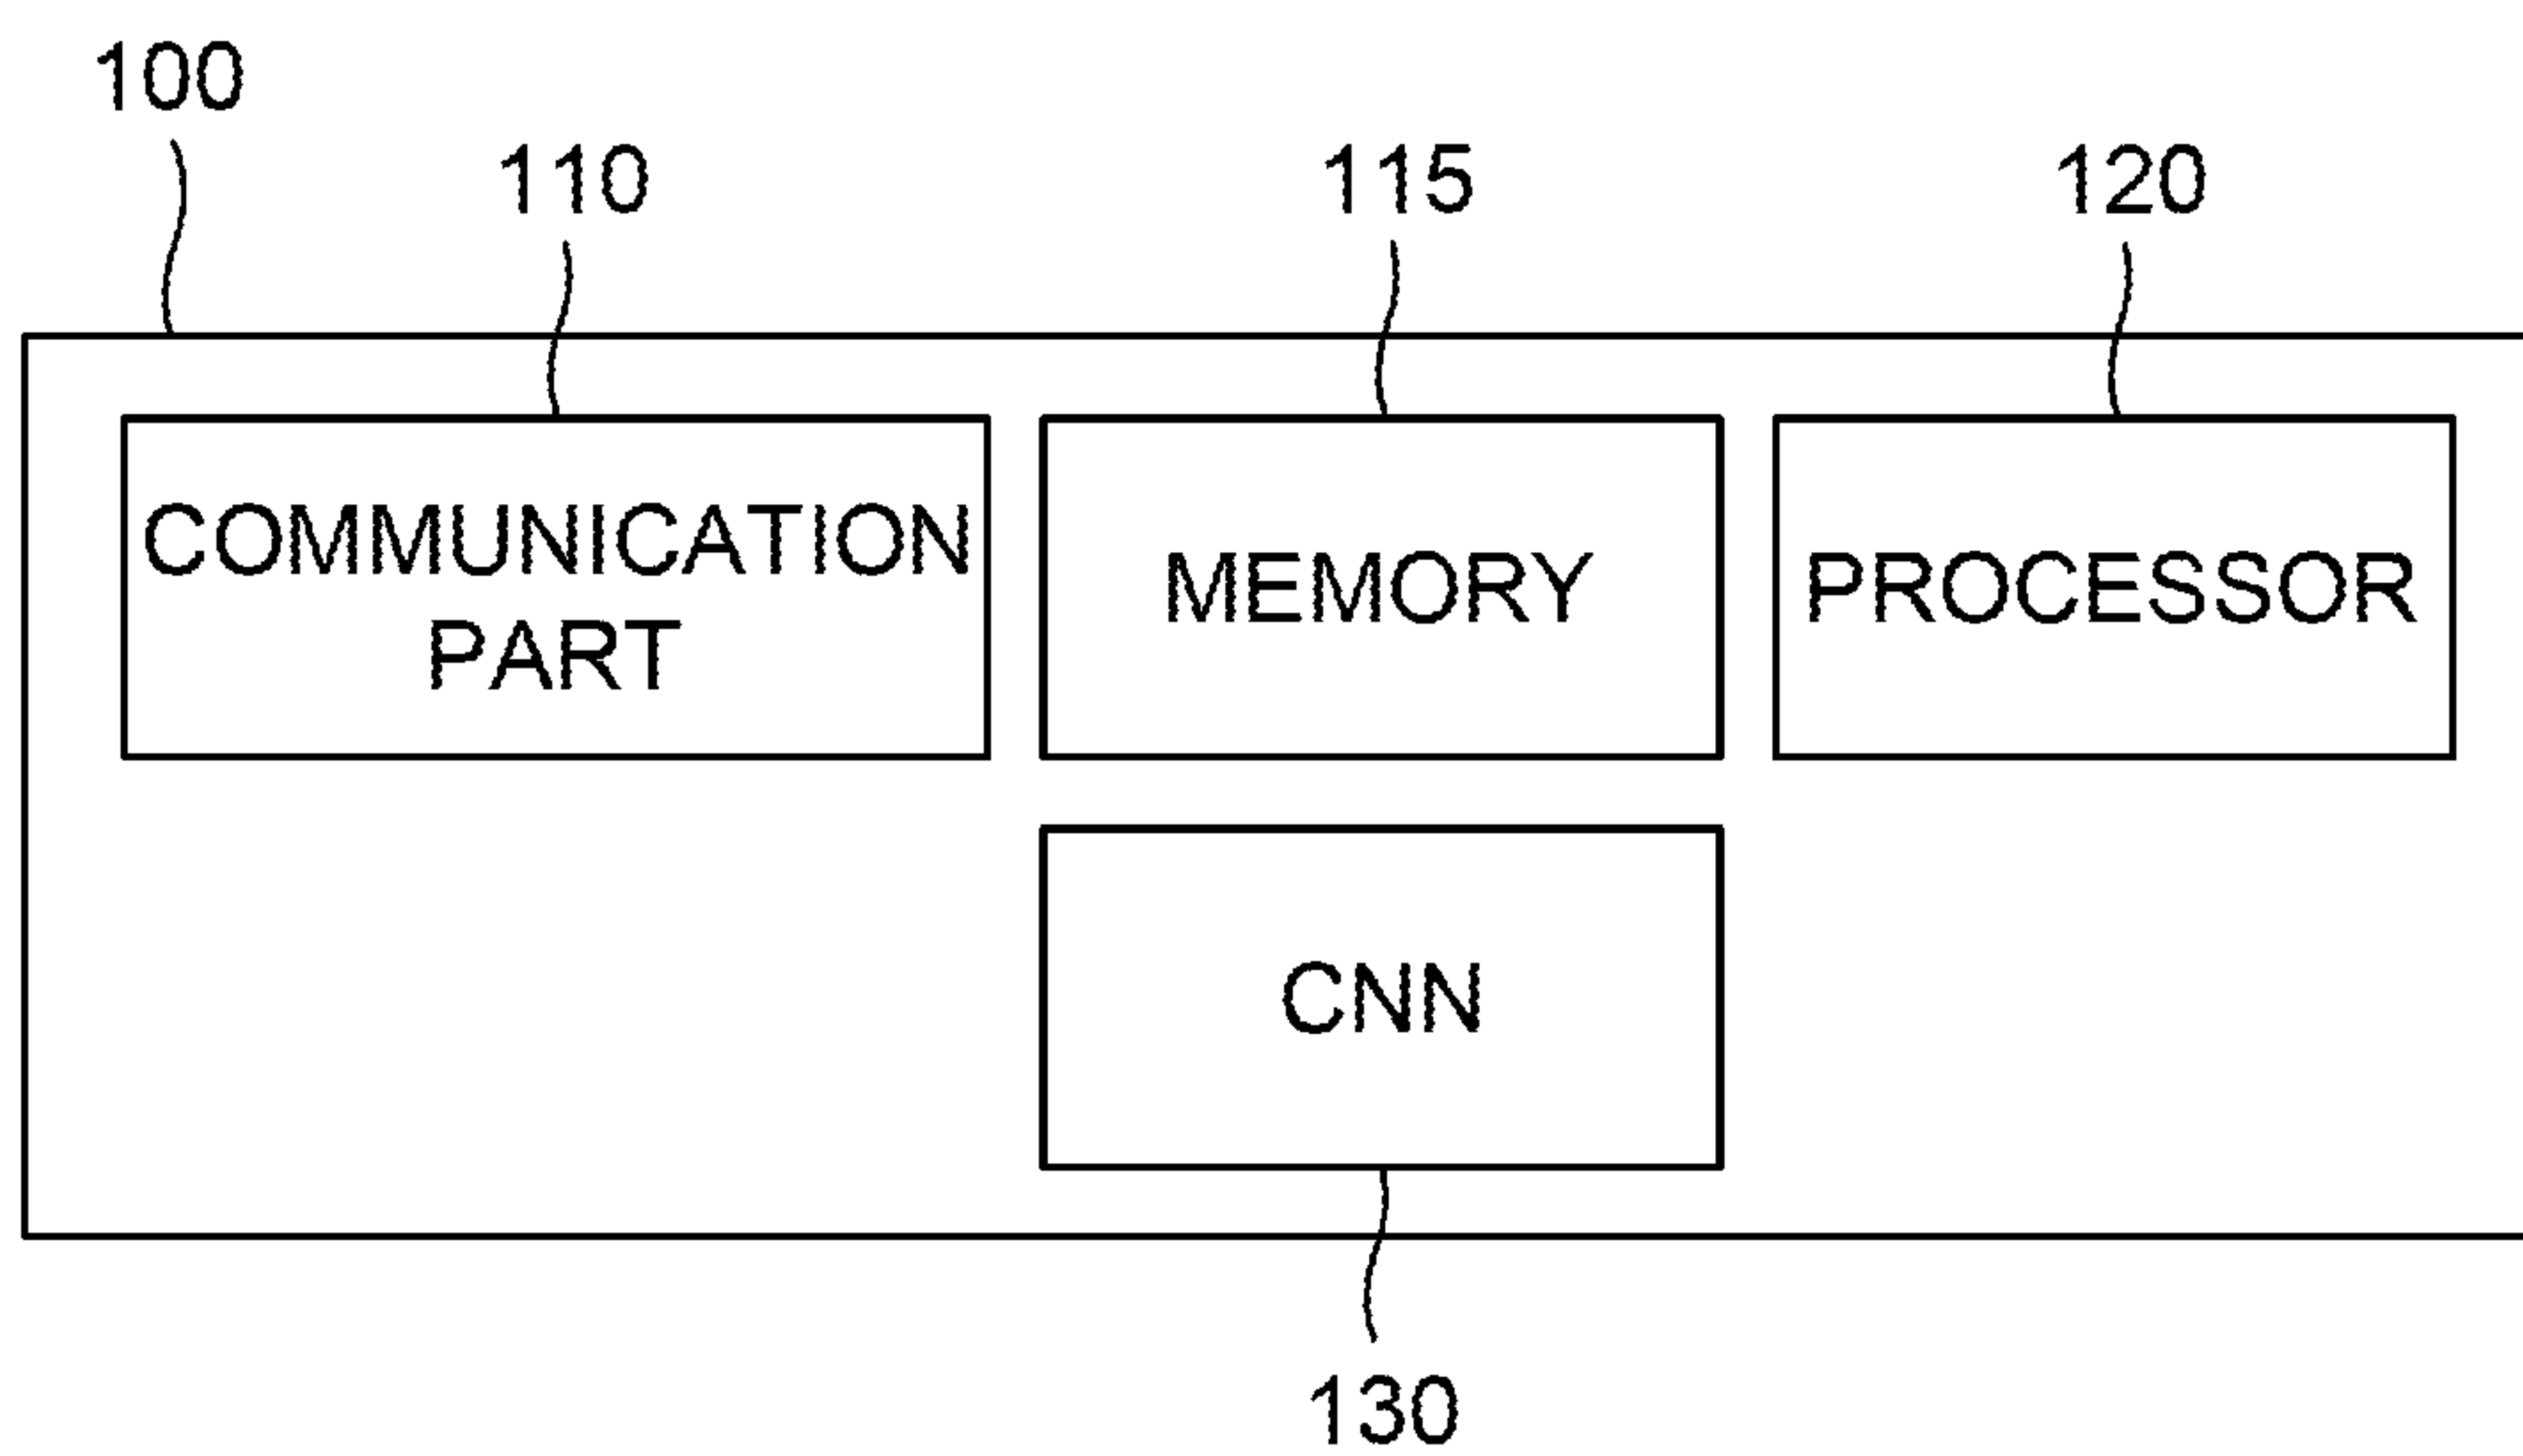 100
110
115
120
COMMUNICATION
PART
MEMORY
PROCESSOR
CNN
130